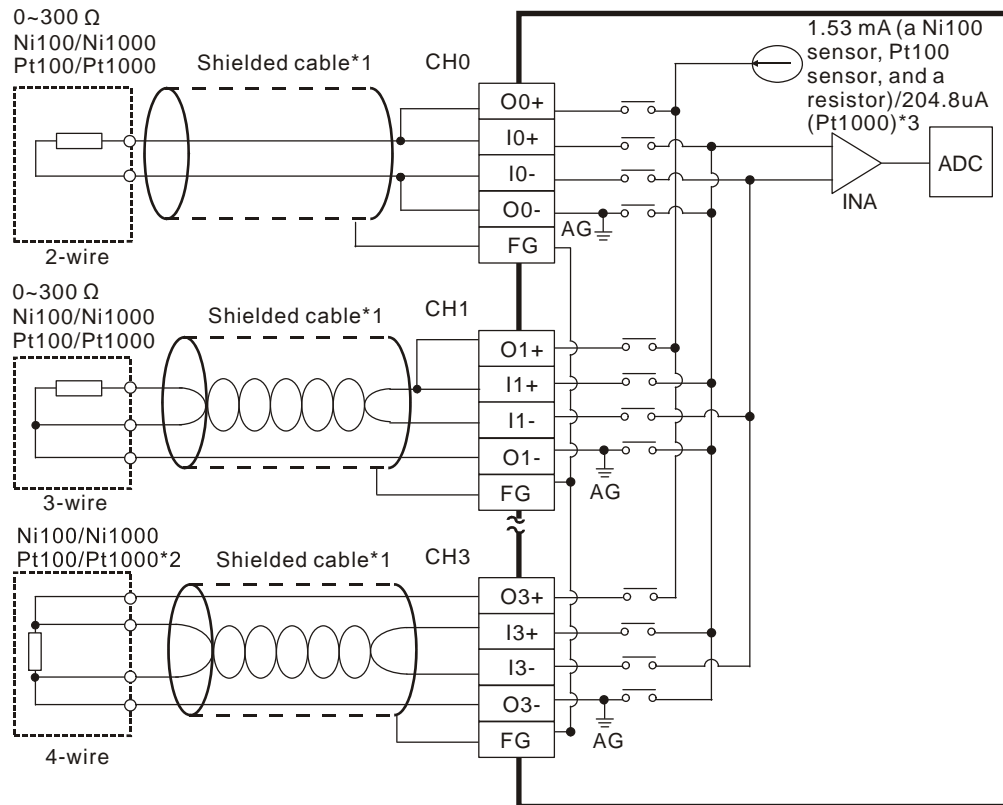 0~300 Ω
Ni100/Ni1000
Pt100/Pt1000
Shielded cable*1
CH0
O0+
I0+
I0-
O0-
FG
AG
2-wire
1.53 mA (a Ni100
sensor, Pt100
sensor, and a
resistor)/204.8uA
(Pt1000)*3
INA
ADC
0~300 Ω
Ni100/Ni1000
Pt100/Pt1000
Shielded cable*1
CH1
O1+
I1+
I1-
O1-
FG
AG
3-wire
Ni100/Ni1000
Pt100/Pt1000*2
Shielded cable*1
CH3
O3+
I3+
I3-
O3-
FG
AG
4-wire